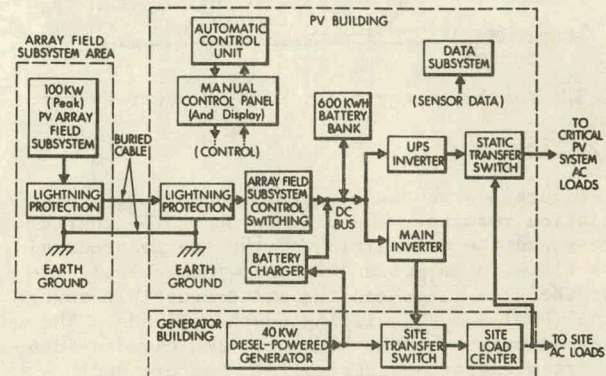 PV BUILDING
ARRAY FIELD
SUBSYSTEM AREA
100 KW
(Peak)
PV ARRAY
FIELD
SUBSYSTEM
BURIED
CABLE
LIGHTNING
PROTECTION
EARTH
GROUND
AUTOMATIC
CONTROL
UNIT
MANUAL
CONTROL PANEL
(And Display)
(CONTROL)
LIGHTNING
PROTECTION
EARTH
GROUND
ARRAY FIELD
SUBSYSTEM
CONTROL
SWITCHING
BATTERY
CHARGER
600 KWH
BATTERY
BANK
DC
BUS
DATA
SUBSYSTEM
(SENSOR DATA)
UPS
INVERTER
STATIC
TRANSFER
SWITCH
TO
CRITICAL
PV
SYSTEM
AC
LOADS
MAIN
INVERTER
GENERATOR
BUILDING
40 KW
DIESEL-POWERED
GENERATOR
SITE
TRANSFER
SWITCH
SITE
LOAD
CENTER
TO SITE
AC LOADS